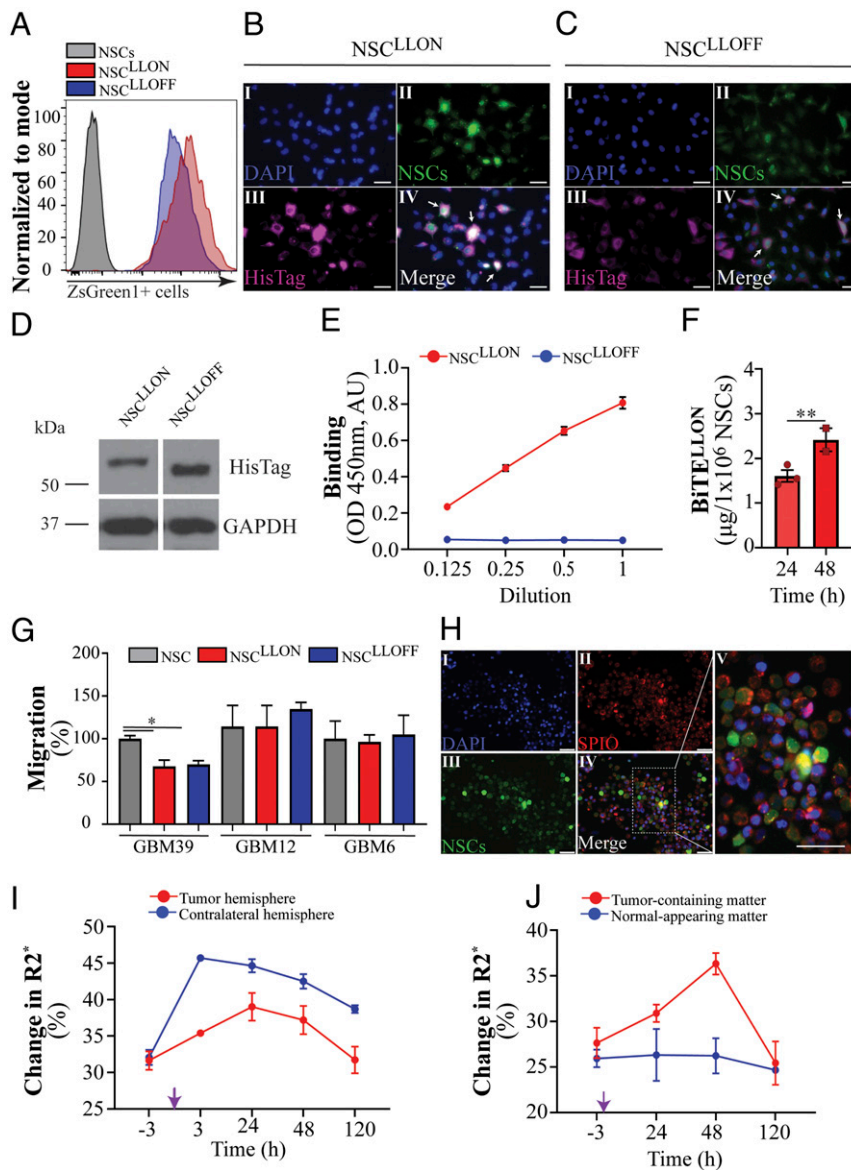 A
NSCs
NSCLLON
NSCLLOFF
Normalized to mode
100
80
60
40
20
0
ZsGreen1+ cells
B
NSCLLON
I
DAPI
II
NSCs
III
HisTag
IV
Merge
C
NSCLLOFF
I
DAPI
II
NSCs
III
HisTag
IV
Merge
D
NSCLLON
NSCLLOFF
kDa
50
37
HisTag
GAPDH
E
NSCLLON
NSCLLOFF
Binding
(OD 450nm, AU)
1.0
0.8
0.6
0.4
0.2
0.0
0.125 0.25 0.5 1
Dilution
F
BiTELLON
(µg/1x10⁶ NSCs)
4
3
2
1
0
**
24 48
Time (h)
G
NSC
NSCLLON
NSCLLOFF
Migration
(%)
200
150
100
50
0
*
GBM39 GBM12 GBM6
H
I
DAPI
II
SPIO
III
NSCs
IV
Merge
V
I
Tumor hemisphere
Contralateral hemisphere
Change in R2*
(%)
50
45
40
35
30
25
-3 3 24 48 120
Time (h)
J
Tumor-containing matter
Normal-appearing matter
Change in R2*
(%)
40
35
30
25
20
-3 24 48 120
Time (h)